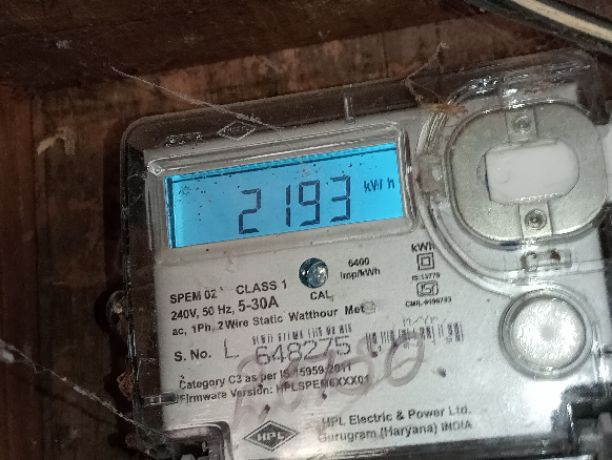 2193 kWh
SPEM 02 CLASS 1
6400
imp/kWh
kWh
240V, 50 Hz, 5-30A
CAL
IS:13779
ac, 1Ph, 2Wire Static Watthour
S. No. L 648275
Category C3 as per IS 15959:2011
Firmware Version: HPLSPEM6XXX01
HPL HPL Electric & Power Ltd.
Gurugram (Haryana) INDIA